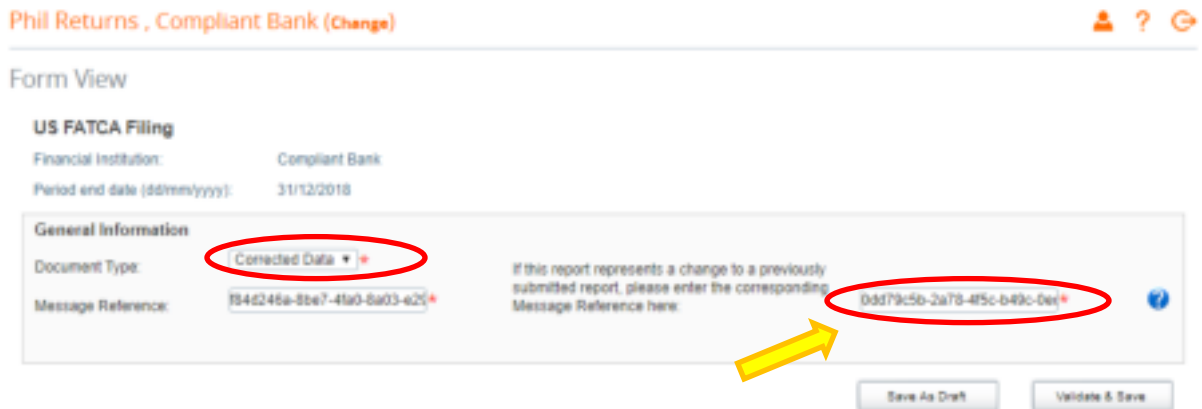 Phil Returns , Compliant Bank (Change)
?
Form View
US FATCA Filing
Financial Institution: Compliant Bank
Period end date (dd/mm/yyyy): 31/12/2018
General Information
Document Type: Corrected Data ▾ *
If this report represents a change to a previously
submitted report, please enter the corresponding
Message Reference here:
Message Reference: f84d246a-8be7-4fa0-8a03-e29 *
0dd79c5b-2a78-4f5c-b49c-0e *
?
Save As Draft
Validate & Save